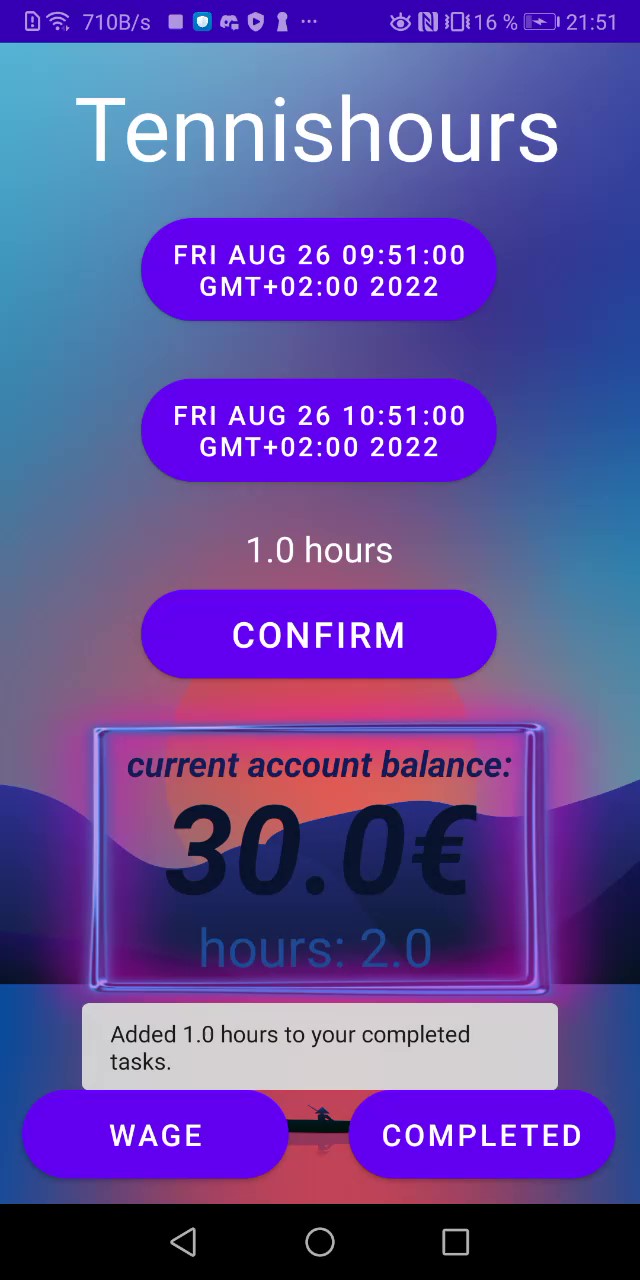 710B/s ... 16 % 21:51
Tennishours
FRI AUG 26 09:51:00
GMT+02:00 2022
FRI AUG 26 10:51:00
GMT+02:00 2022
1.0 hours
CONFIRM
current account balance:
30.0€
hours: 2.0
Added 1.0 hours to your completed
tasks.
WAGE COMPLETED